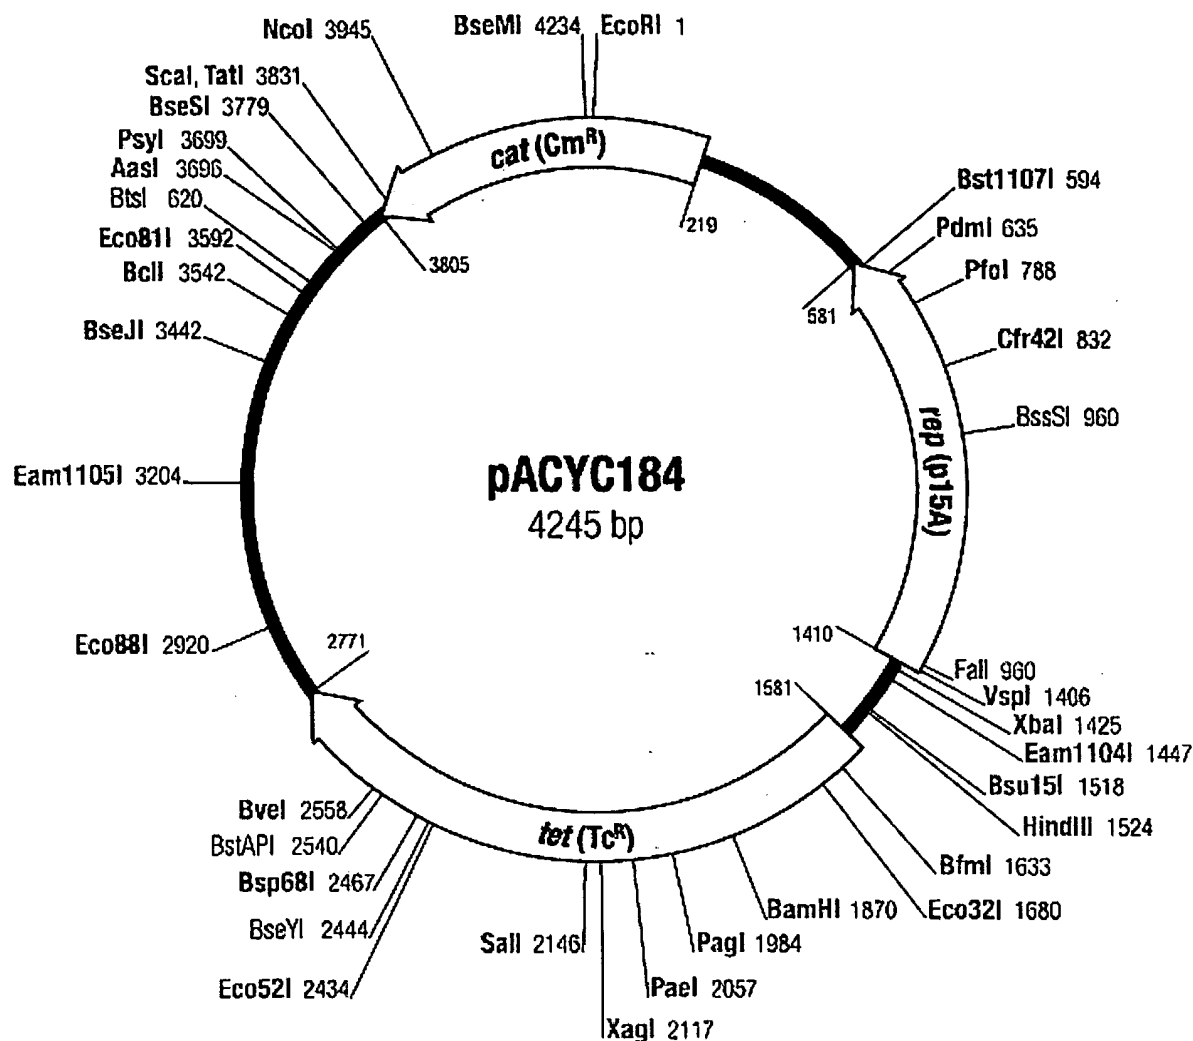 NcoI 3945
BseMI 4234
EcoRI 1
ScaI, TatI 3831
BseSI 3779
PsyI 3699
AasI 3696
BtsI 620
Eco81I 3592
BclI 3542
BseJI 3442
Eam1105I 3204
Eco88I 2920
cat (CmR)
219
3805
Bst1107I 594
PdmI 635
PfoI 788
581
Cfr42I 832
BssSI 960
rep (p15A)
pACYC184
4245 bp
2771
1410
1581
FalI 960
VspI 1406
XbaI 1425
Eam1104I 1447
Bsu15I 1518
HindIII 1524
BfmI 1633
Eco32I 1680
BamHI 1870
PagI 1984
PaeI 2057
XagI 2117
SalI 2146
tet (TcR)
BveI 2558
BstAPI 2540
Bsp68I 2467
BseYI 2444
Eco52I 2434